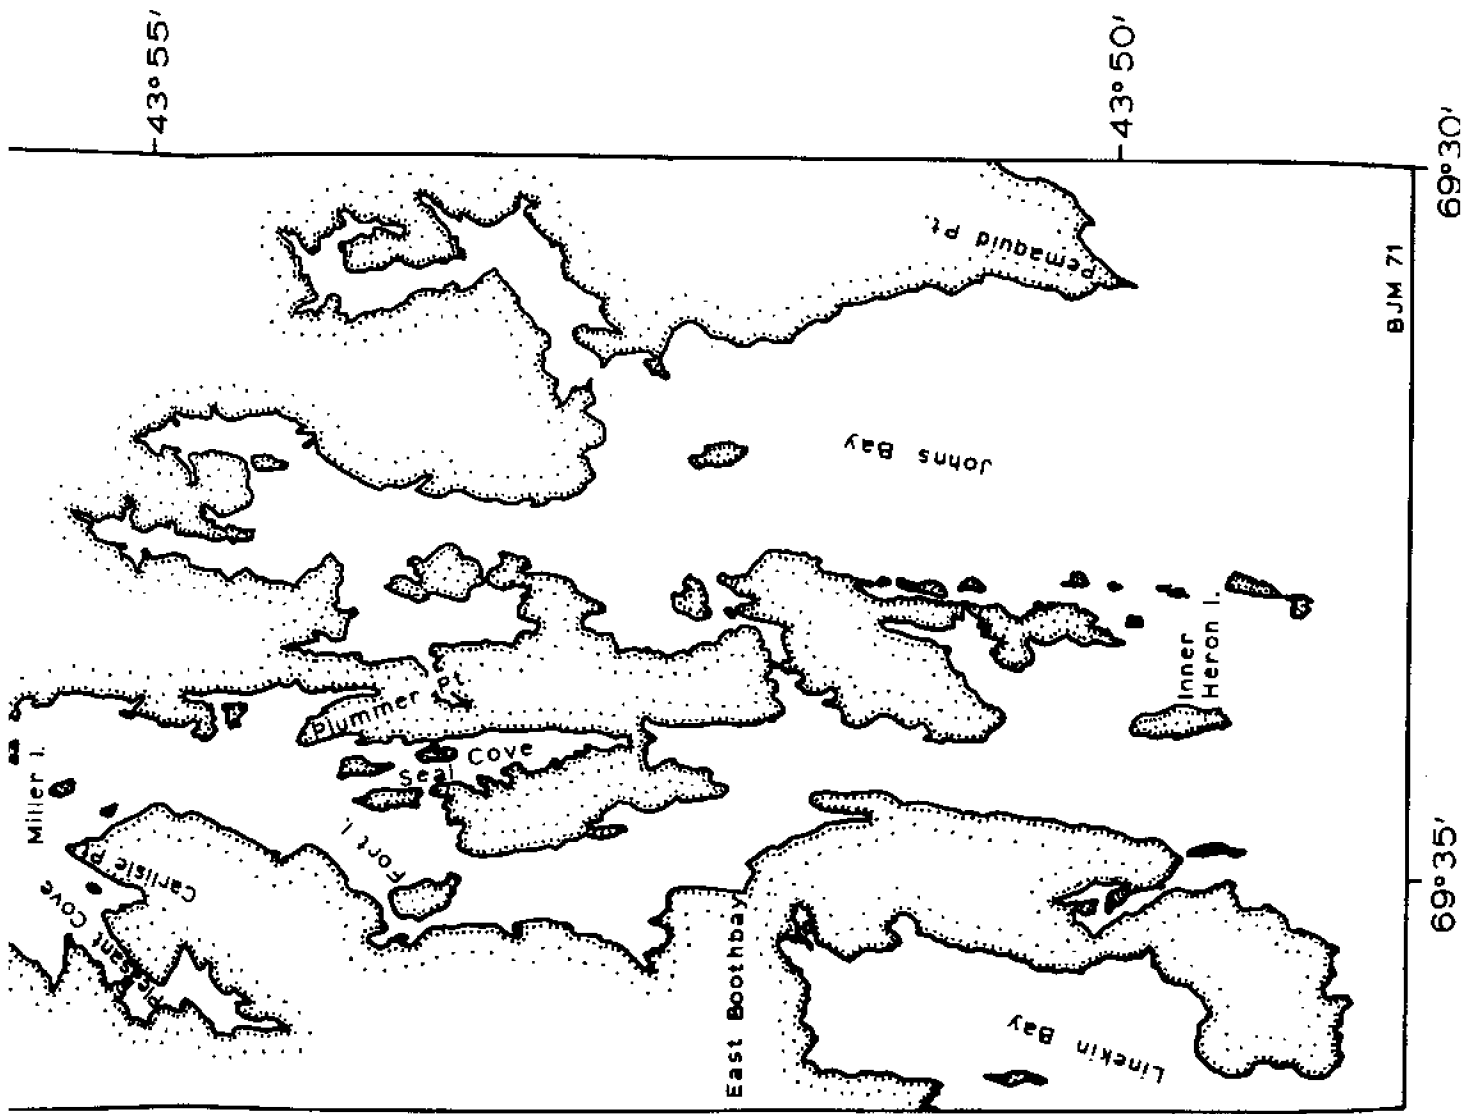 43°55'
43°50'
69°30'
Pemaquid Pt.
BJM 71
Johns Bay
Plummer Pt
Miller I.
Seal Cove
Inner
Heron I.
Fort I.
Carlisle Pt
Pleasant Cove
69°35'
East Boothbay
Linekin Bay